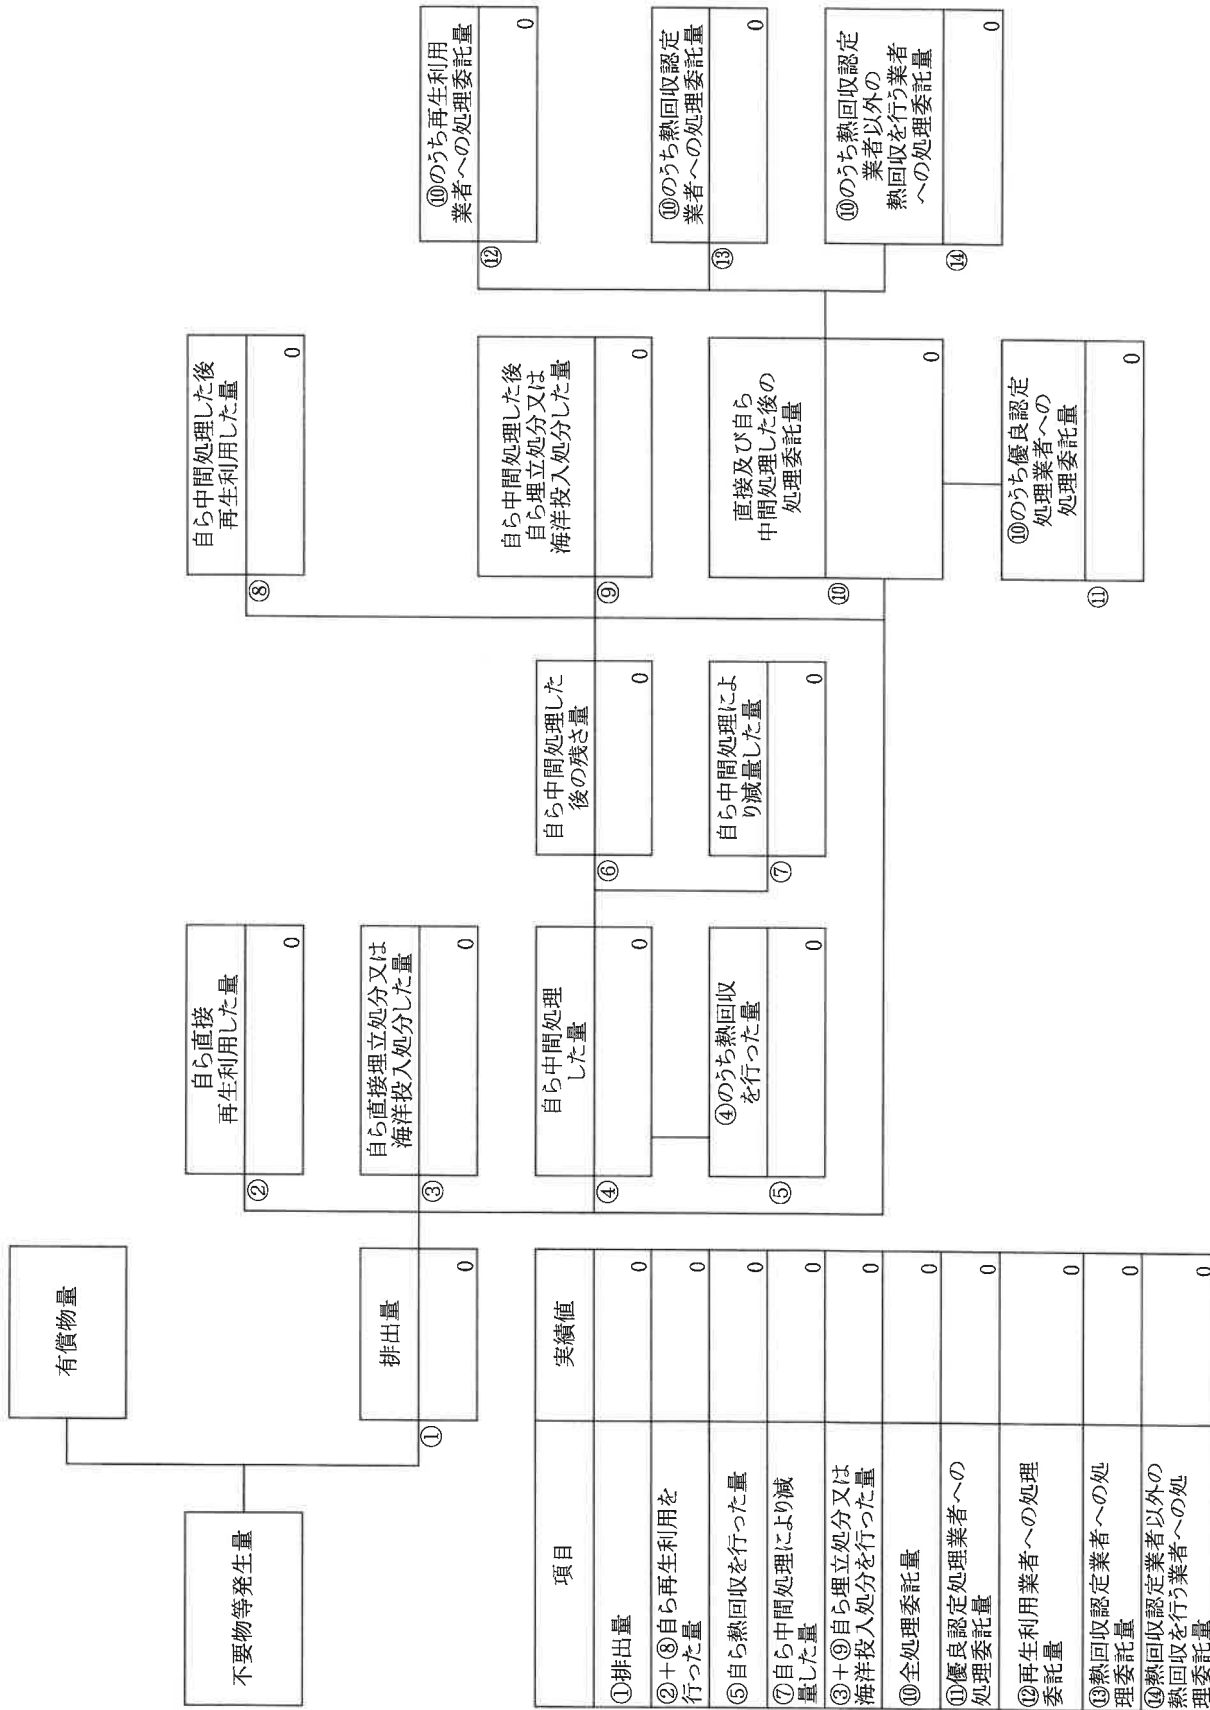 不要物等発生量
有償物量
排出量
①
0
自ら直接
再生利用した量
②
0
自ら直接埋立処分又は
海洋投入処分した量
③
0
自ら中間処理
した量
④
0
④のうち熱回収
を行った量
⑤
0
自ら中間処理した
後の残さ量
⑥
0
自ら中間処理によ
り減量した量
⑦
0
自ら中間処理した後
再生利用した量
⑧
0
自ら中間処理した後
自ら埋立処分又は
海洋投入処分した量
⑨
0
直接及び自ら
中間処理した後の
処理委託量
⑩
0
⑩のうち優良認定
処理業者への
処理委託量
⑪
0
⑩のうち再生利用
業者への処理委託量
⑫
0
⑩のうち熱回収認定
業者への処理委託量
⑬
0
⑩のうち熱回収認定
業者以外の
熱回収を行う業者
への処理委託量
⑭
0
項目 実績値
①排出量 0
②+⑧自ら再生利用を
行った量 0
⑤自ら熱回収を行った量 0
⑦自ら中間処理により減
量した量 0
③+⑨自ら埋立処分又は
海洋投入処分を行った量 0
⑩全処理委託量 0
⑪優良認定処理業者への
処理委託量 0
⑫再生利用業者への処理
委託量 0
⑬熱回収認定業者への処
理委託量 0
⑭熱回収認定業者以外の
熱回収を行う業者への処
理委託量 0